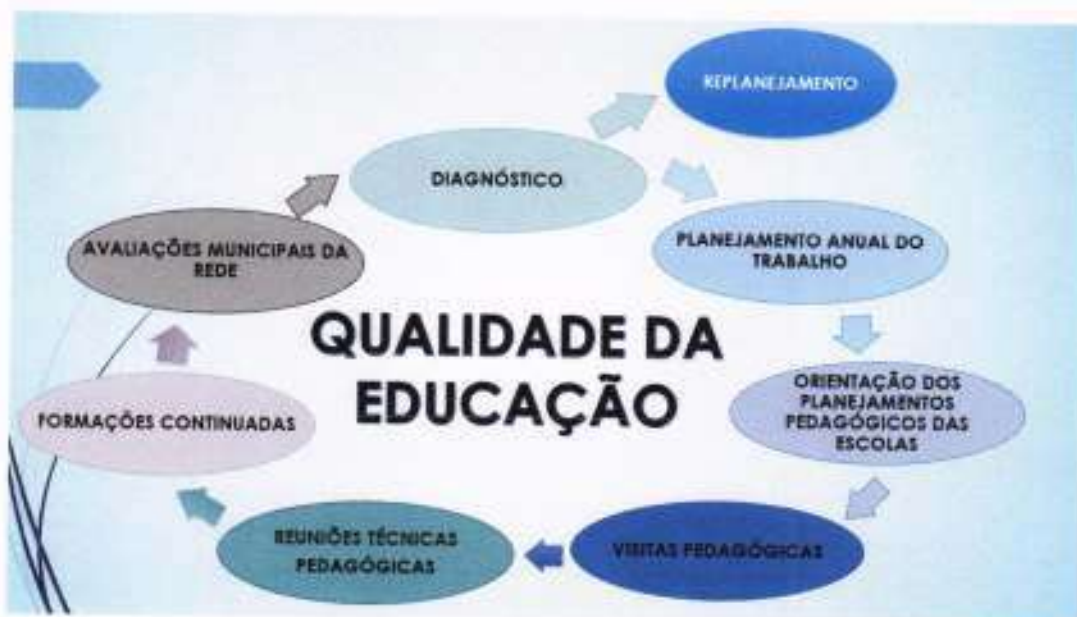 REPLANEJAMENTO
DIAGNÓSTICO
PLANEJAMENTO ANUAL DO
TRABALHO
AVALIAÇÕES MUNICIPAIS DA
REDE
QUALIDADE DA
EDUCAÇÃO
ORIENTAÇÃO DOS
PLANEJAMENTOS
PEDAGÓGICOS DAS
ESCOLAS
FORMAÇÕES CONTINUADAS
VISITAS PEDAGÓGICAS
REUNIÕES TÉCNICAS
PEDAGÓGICAS